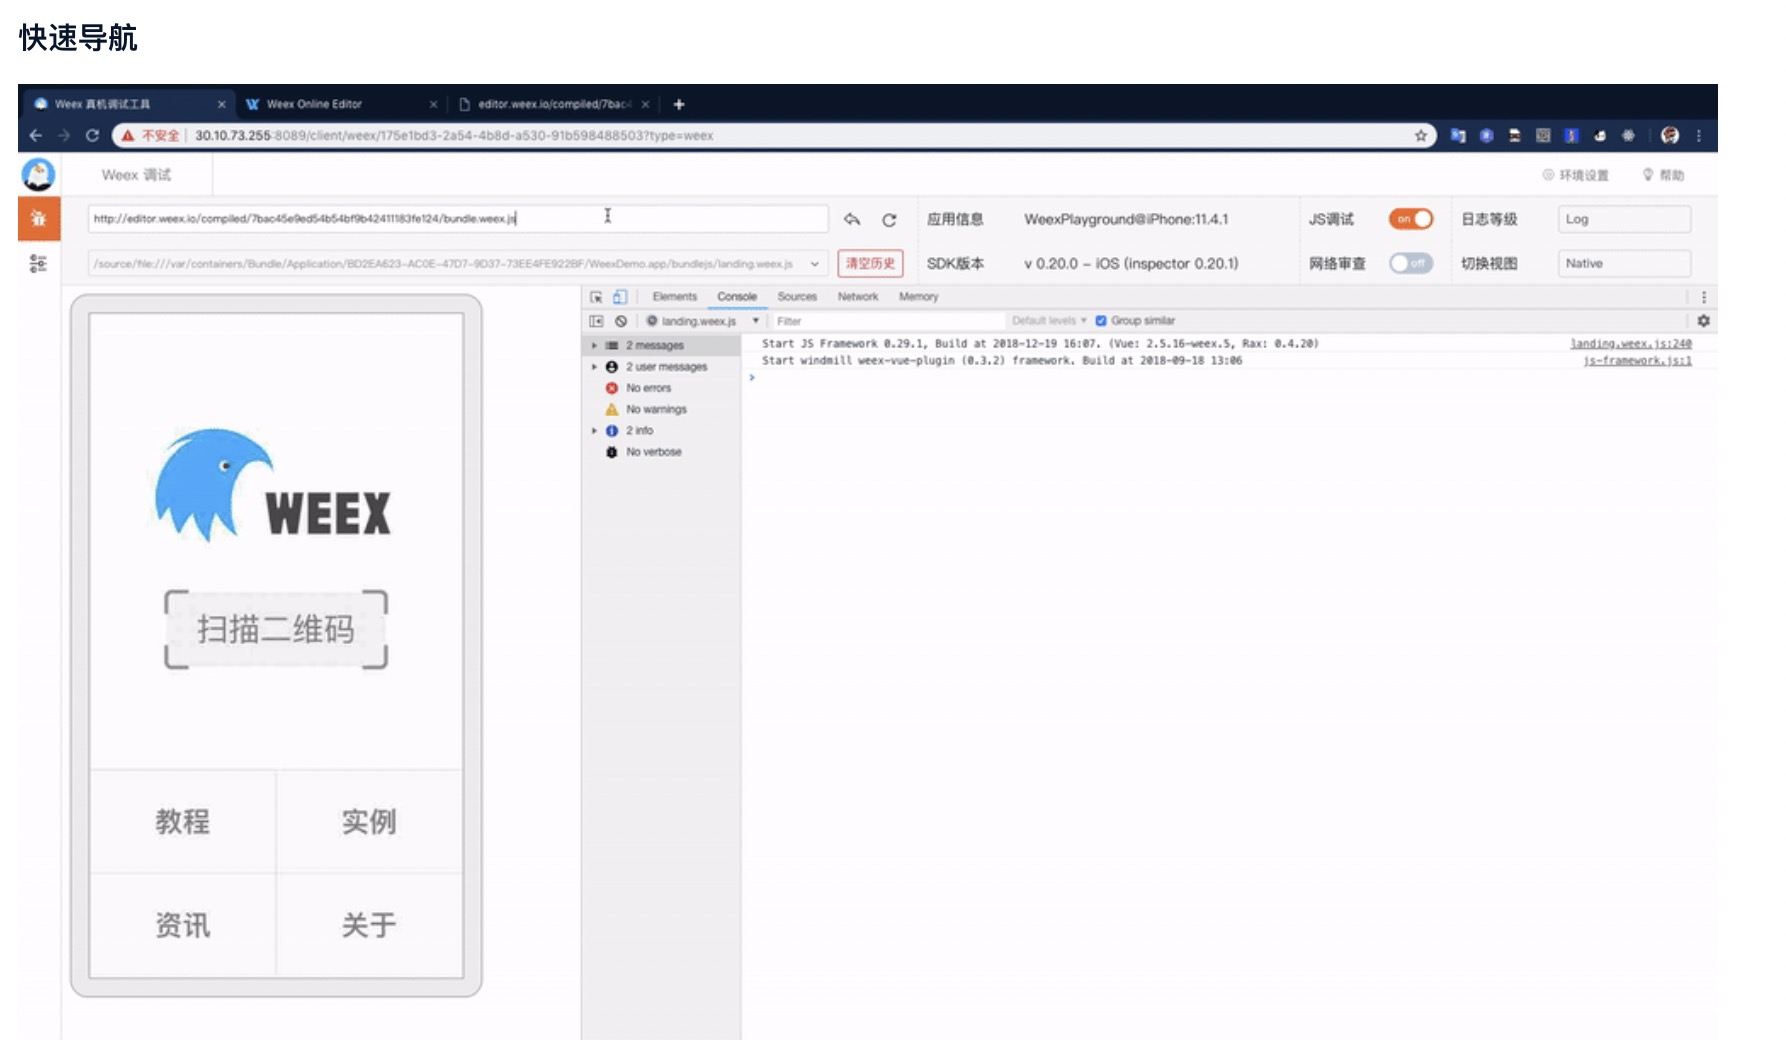 快速导航
Weex 真机调试工具
Weex Online Editor
editor.weex.io/compiled/7bac4
不安全
30.10.73.255:8089/client/weex/175e1bd3-2a54-4b8d-a530-91b598488503?type=weex
Weex 调试
环境设置
帮助
http://editor.weex.io/compiled/7bac45e9ed54b54bf9b42411183fe124/bundle.weex.js
应用信息
WeexPlayground@iPhone:11.4.1
JS调试
on
日志等级
Log
/source/file:///var/containers/Bundle/Application/BD2EA623-AC0E-47D7-9D37-73EE4FE922BF/WeexDemo.app/bundlejs/landing.weex.js
清空历史
SDK版本
v 0.20.0 – iOS (inspector 0.20.1)
网络审查
off
切换视图
Native
Elements
Console
Sources
Network
Memory
landing.weex.js
Filter
Default levels
Group similar
2 messages
2 user messages
No errors
No warnings
2 info
No verbose
Start JS Framework 0.29.1, Build at 2018-12-19 16:07. (Vue: 2.5.16-weex.5, Rax: 0.4.20)
landing.weex.js:240
Start windmill weex-vue-plugin (0.3.2) framework. Build at 2018-09-18 13:06
js-framework.js:1
WEEX
扫描二维码
教程
实例
资讯
关于